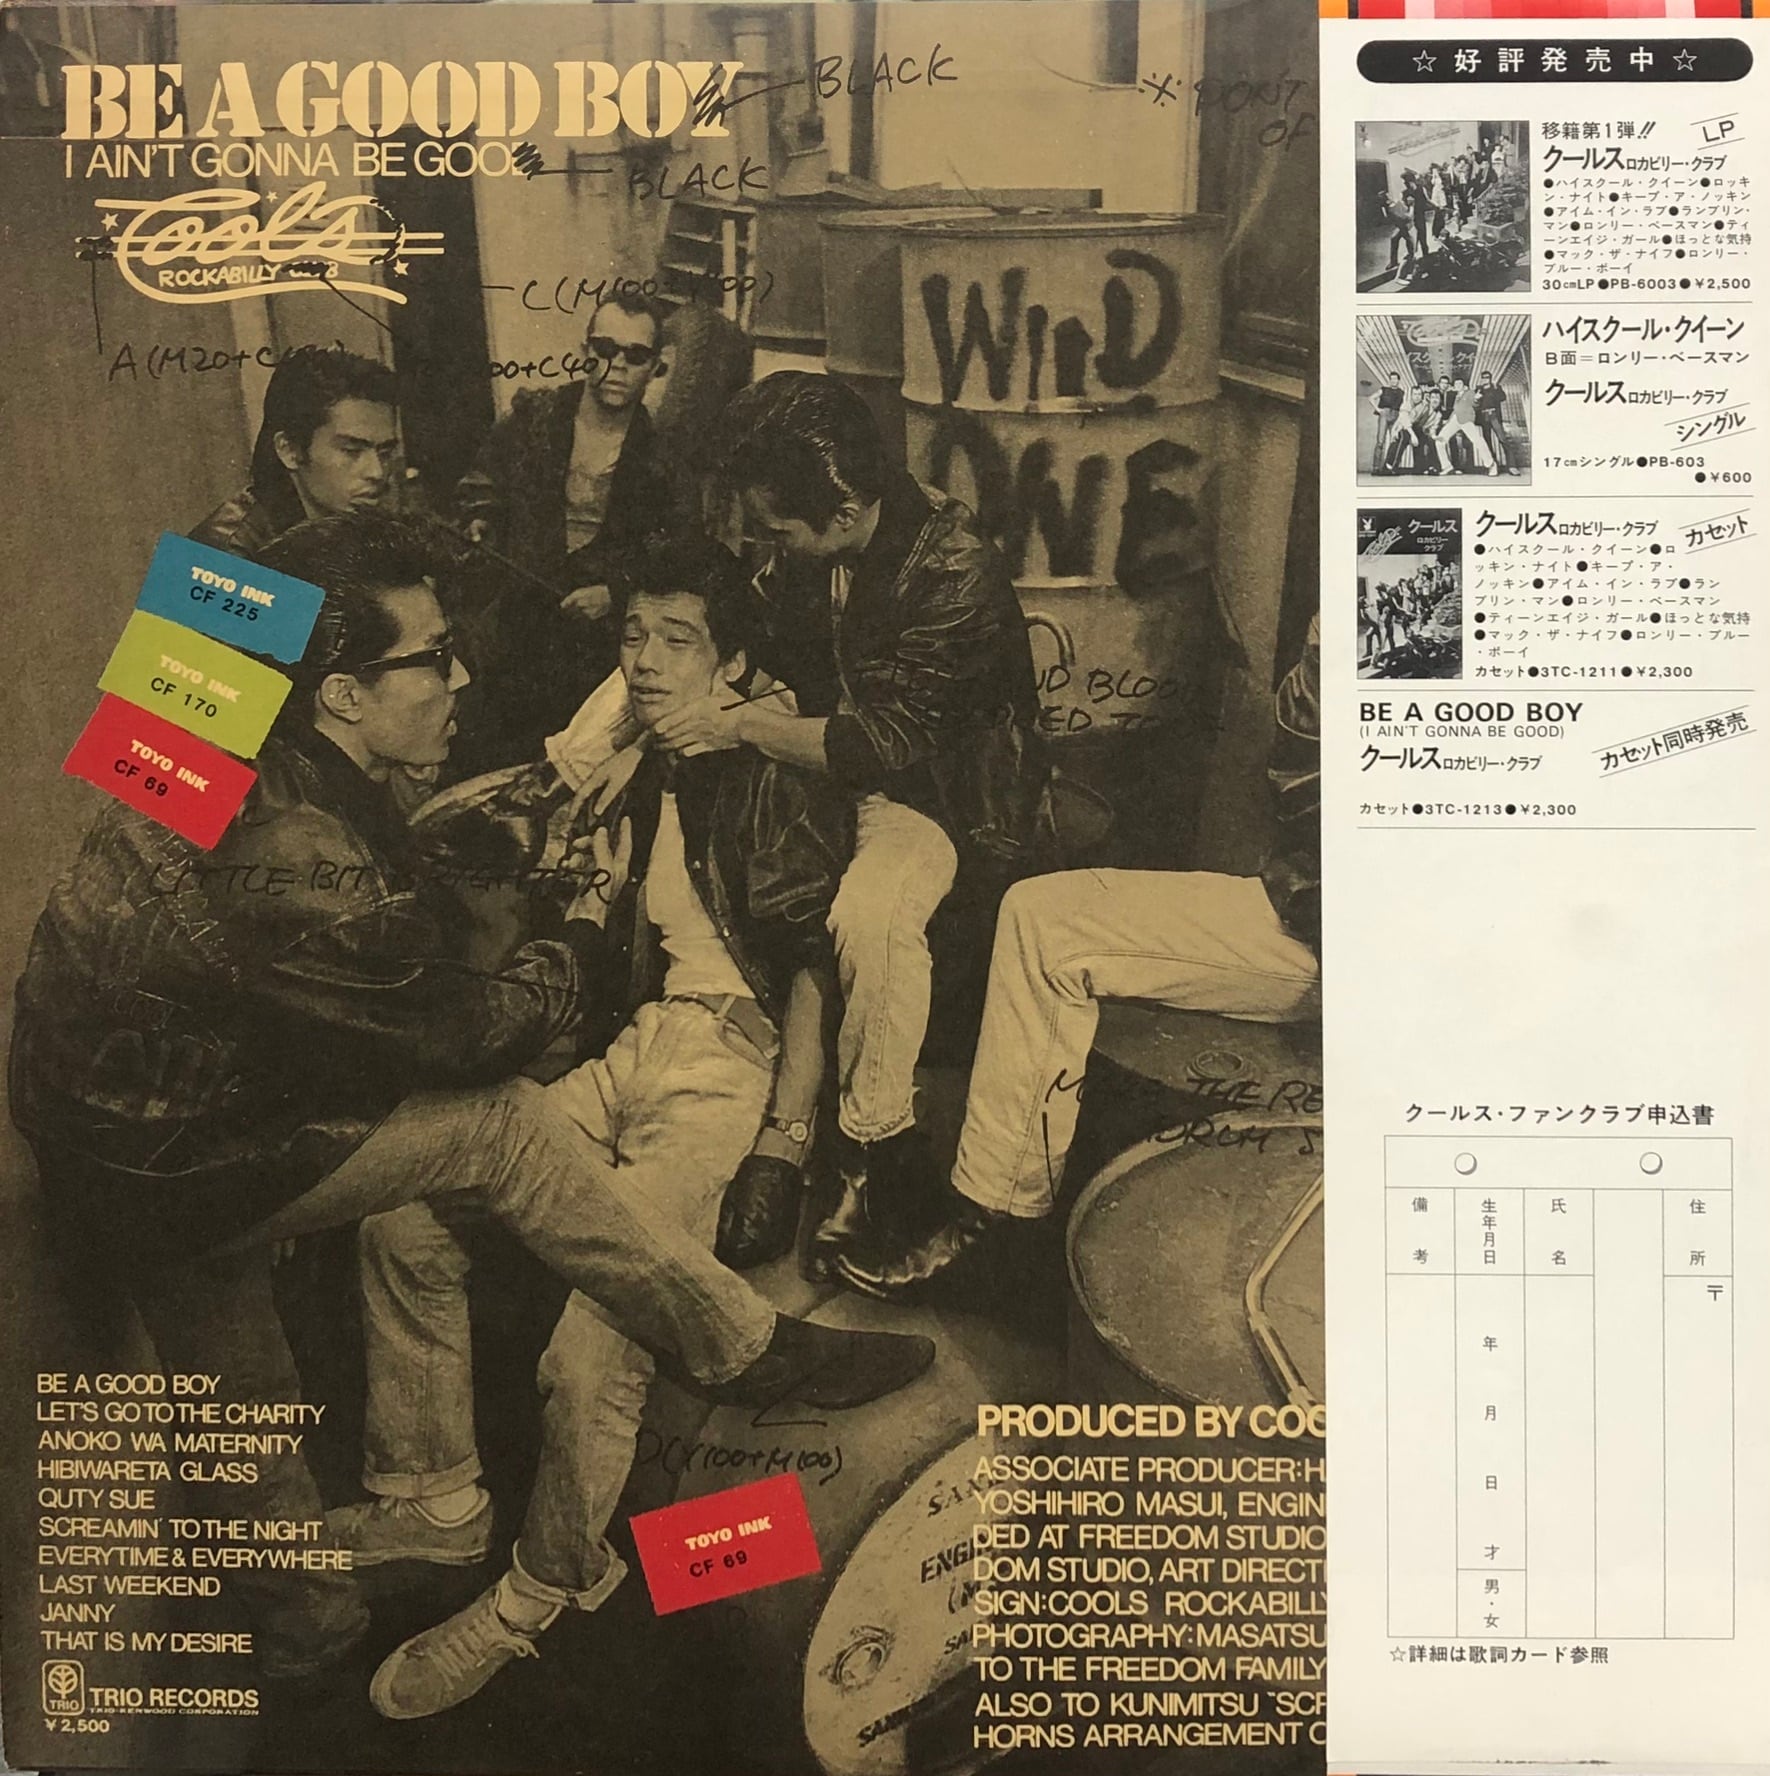 BE A GOOD BOY
BLACK
I AIN'T GONNA BE GOOD
BLACK
Cools
ROCKABILLY
C(M100+Y100)
WILD
ONE
TOYO INK
CF 225
TOYO INK
CF 170
TOYO INK
CF 69
LITTLE BIT BRIGHTER
D(Y100+M100)
TOYO INK
CF 69
BE A GOOD BOY
LET'S GO TO THE CHARITY
ANOKO WA MATERNITY
HIBIWARETA GLASS
QUTY SUE
SCREAMIN' TO THE NIGHT
EVERYTIME & EVERYWHERE
LAST WEEKEND
JANNY
THAT IS MY DESIRE
TRIO
TRIO RECORDS
TRIO-KENWOOD CORPORATION
¥2,500
PRODUCED BY COO
ASSOCIATE PRODUCER:H
YOSHIHIRO MASUI, ENGIN
DED AT FREEDOM STUDIO
DOM STUDIO, ART DIRECT
SIGN:COOLS ROCKABILLY
PHOTOGRAPHY:MASATSU
TO THE FREEDOM FAMILY
ALSO TO KUNIMITSU "SCR
HORNS ARRANGEMENT
☆好評発売中☆
移籍第1弾!!
LP
クールスロカビリー・クラブ
●ハイスクール・クイーン●ロッキ
ン・ナイト●キープ・ア・ノッキン
●アイム・イン・ラブ●ランブリン・
マン●ロンリー・ベースマン●ティ
ーンエイジ・ガール●ほっとな気持
●マック・ザ・ナイフ●ロンリー・
ブルー・ボーイ
30cmLP●PB-6003●¥2,500
ハイスクール・クイーン
B面=ロンリー・ベースマン
クールスロカビリー・クラブ
シングル
17cmシングル●PB-603
●¥600
クールスロカビリー・クラブ
カセット
●ハイスクール・クイーン●ロ
ッキン・ナイト●キープ・ア・
ノッキン●アイム・イン・ラブ●ラン
ブリン・マン●ロンリー・ベースマン
●ティーンエイジ・ガール●ほっとな気持
●マック・ザ・ナイフ●ロンリー・ブルー
・ボーイ
カセット●3TC-1211●¥2,300
BE A GOOD BOY
(I AIN'T GONNA BE GOOD)
クールスロカビリー・クラブ
カセット同時発売
カセット●3TC-1213●¥2,300
クールス・ファンクラブ申込書
住所
〒
氏名
生年月日
年
月
日
才
男・女
備考
☆詳細は歌詞カード参照